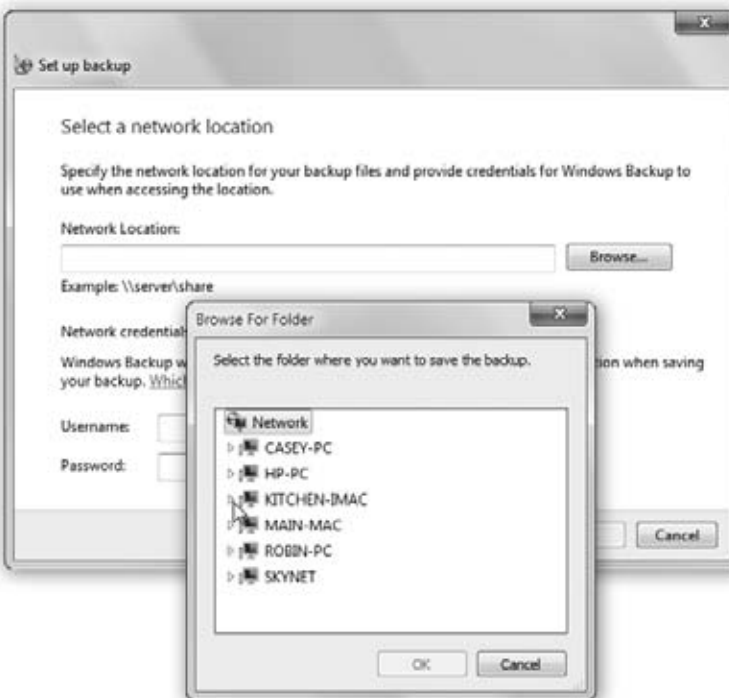 Set up backup
Select a network location
Specify the network location for your backup files and provide credentials for Windows Backup to
use when accessing the location.
Network Location:
Browse...
Example: \\server\share
Network credential
Windows Backup w
ion when saving
your backup. Which
Username:
Password:
Cancel
Browse For Folder
Select the folder where you want to save the backup.
Network
CASEY-PC
HP-PC
KITCHEN-IMAC
MAIN-MAC
ROBIN-PC
SKYNET
OK
Cancel